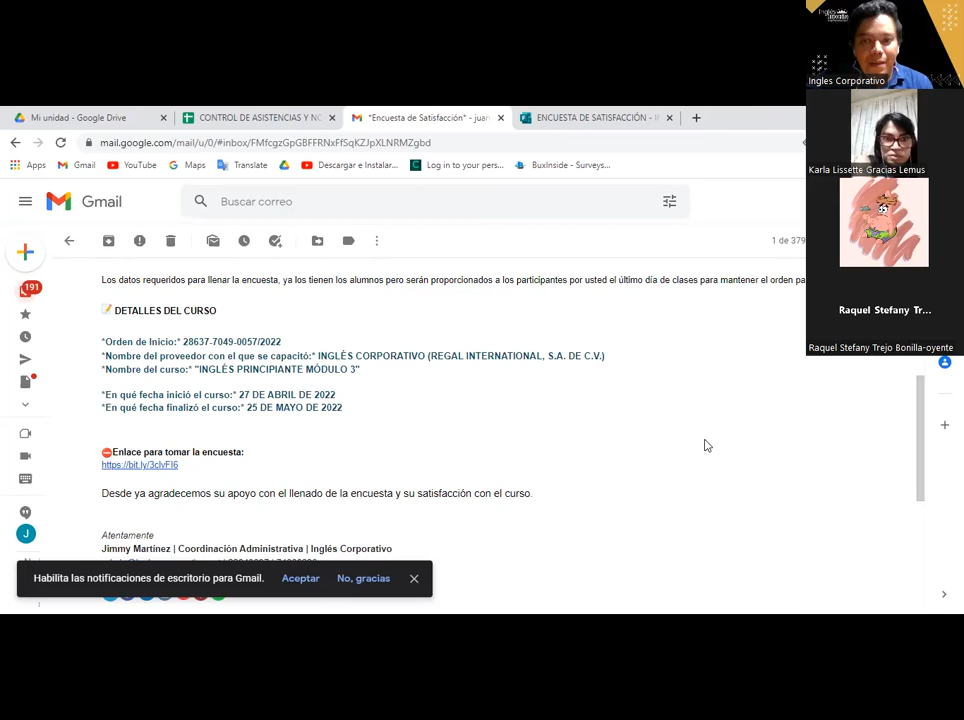 Mi unidad - Google Drive
CONTROL DE ASISTENCIAS Y NO
*Encuesta de Satisfacción* - juan
ENCUESTA DE SATISFACCIÓN - I
mail.google.com/mail/u/0/#inbox/FMfcgzGpGBFFRNxFfSqKZJpXLNRMZgbd
Apps
Gmail
YouTube
Maps
Translate
Descargar e Instalar...
Log in to your pers...
BuxInside - Surveys...
Gmail
Buscar correo
1 de 379
191
Los datos requeridos para llenar la encuesta, ya los tienen los alumnos pero serán proporcionados a los participantes por usted el último día de clases para mantener el orden pa
DETALLES DEL CURSO
*Orden de Inicio:* 28637-7049-0057/2022
*Nombre del proveedor con el que se capacitó:* INGLÉS CORPORATIVO (REGAL INTERNATIONAL, S.A. DE C.V.)
*Nombre del curso:* "INGLÉS PRINCIPIANTE MÓDULO 3"
*En qué fecha inició el curso:* 27 DE ABRIL DE 2022
*En qué fecha finalizó el curso:* 25 DE MAYO DE 2022
Enlace para tomar la encuesta:
https://bit.ly/3clvFI6
Desde ya agradecemos su apoyo con el llenado de la encuesta y su satisfacción con el curso.
Atentamente
Jimmy Martínez | Coordinación Administrativa | Inglés Corporativo
J
Habilita las notificaciones de escritorio para Gmail.
Aceptar
No, gracias
Inglés
Corporativo
Ingles Corporativo
Karla Lissette Gracias Lemus
Raquel Stefany Tr...
Raquel Stefany Trejo Bonilla-oyente